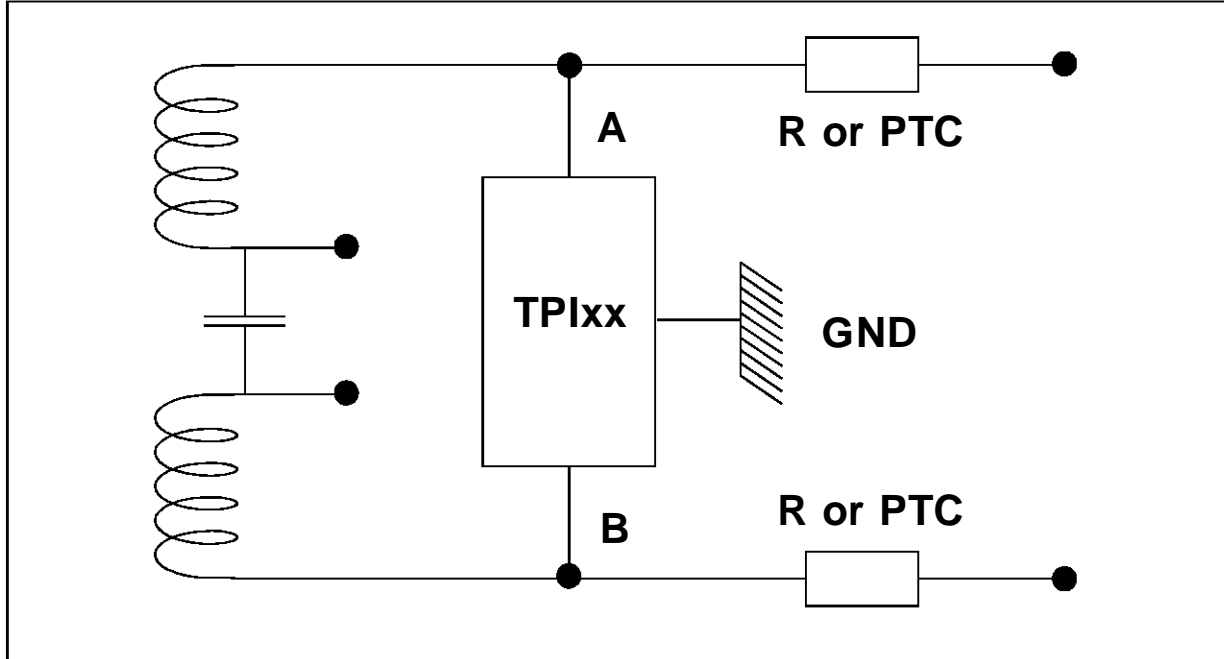 A
R or PTC
TPIxx
GND
R or PTC
B